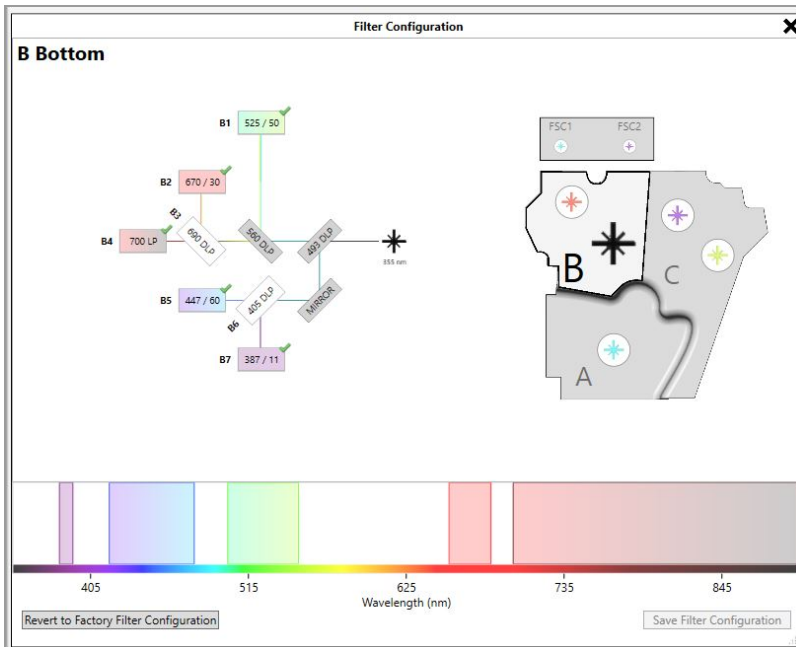 Filter Configuration
B Bottom
B1
525 / 50
FSC1
FSC2
B2
670 / 30
B3
B4
700 LP
690 DLP
560 DLP
493 DLP
355 nm
B
C
B5
447 / 60
405 DLP
MIRROR
B6
B7
387 / 11
A
405
515
625
735
845
Wavelength (nm)
Revert to Factory Filter Configuration
Save Filter Configuration